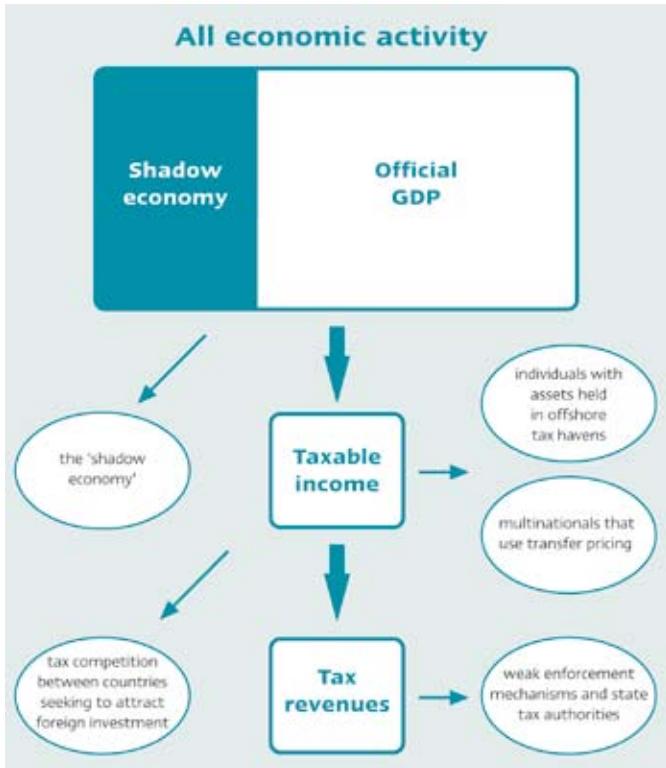 All economic activity
Shadow
economy
Official
GDP
individuals with
assets held
in offshore
tax havens
the ‘shadow
economy’
Taxable
income
multinationals that
use transfer pricing
tax competition
between countries
seeking to attract
foreign investment
Tax
revenues
weak enforcement
mechanisms and state
tax authorities